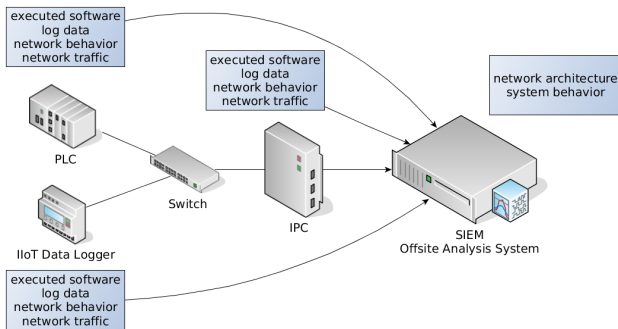 executed software
log data
network behavior
network traffic
executed software
log data
network behavior
network traffic
network architecture
system behavior
PLC
Switch
IPC
SIEM
Offsite Analysis System
IIoT Data Logger
executed software
log data
network behavior
network traffic